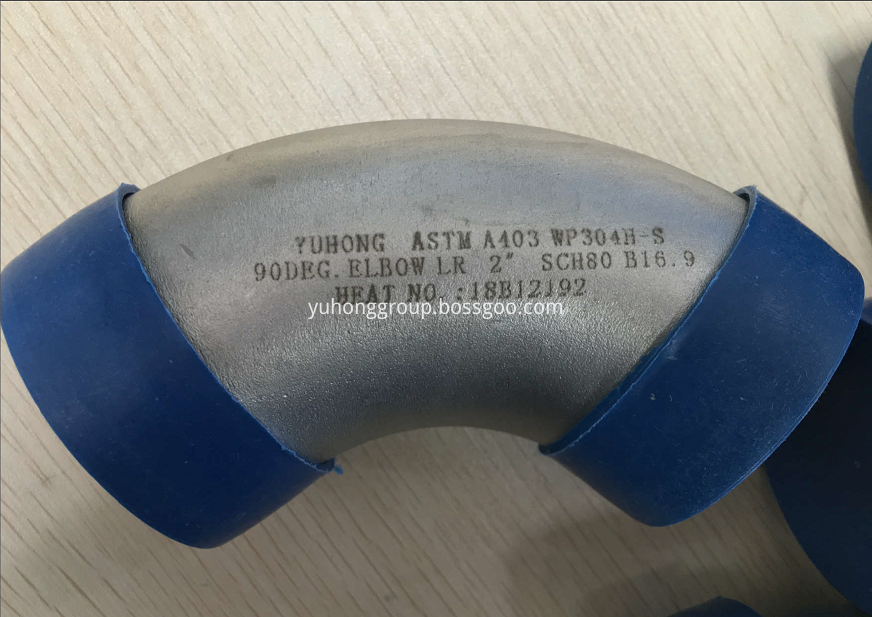 YUHONG ASTM A403 WP304H-S
90DEG. ELBOW LR 2" SCH80 B16.9
HEAT NO. :18B12192
yuhonggroup.bossgoo.com